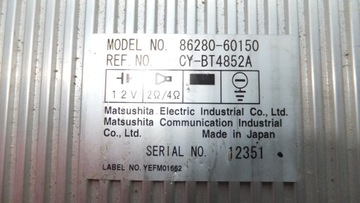 MODEL NO. 86280-60150
REF. NO. CY-BT4852A
12V 2Ω/4Ω
Matsushita Electric Industrial Co., Ltd.
Matsushita Communication Industrial
Co., Ltd. Made in Japan
SERIAL NO. 12351
LABEL NO. YEFM01662